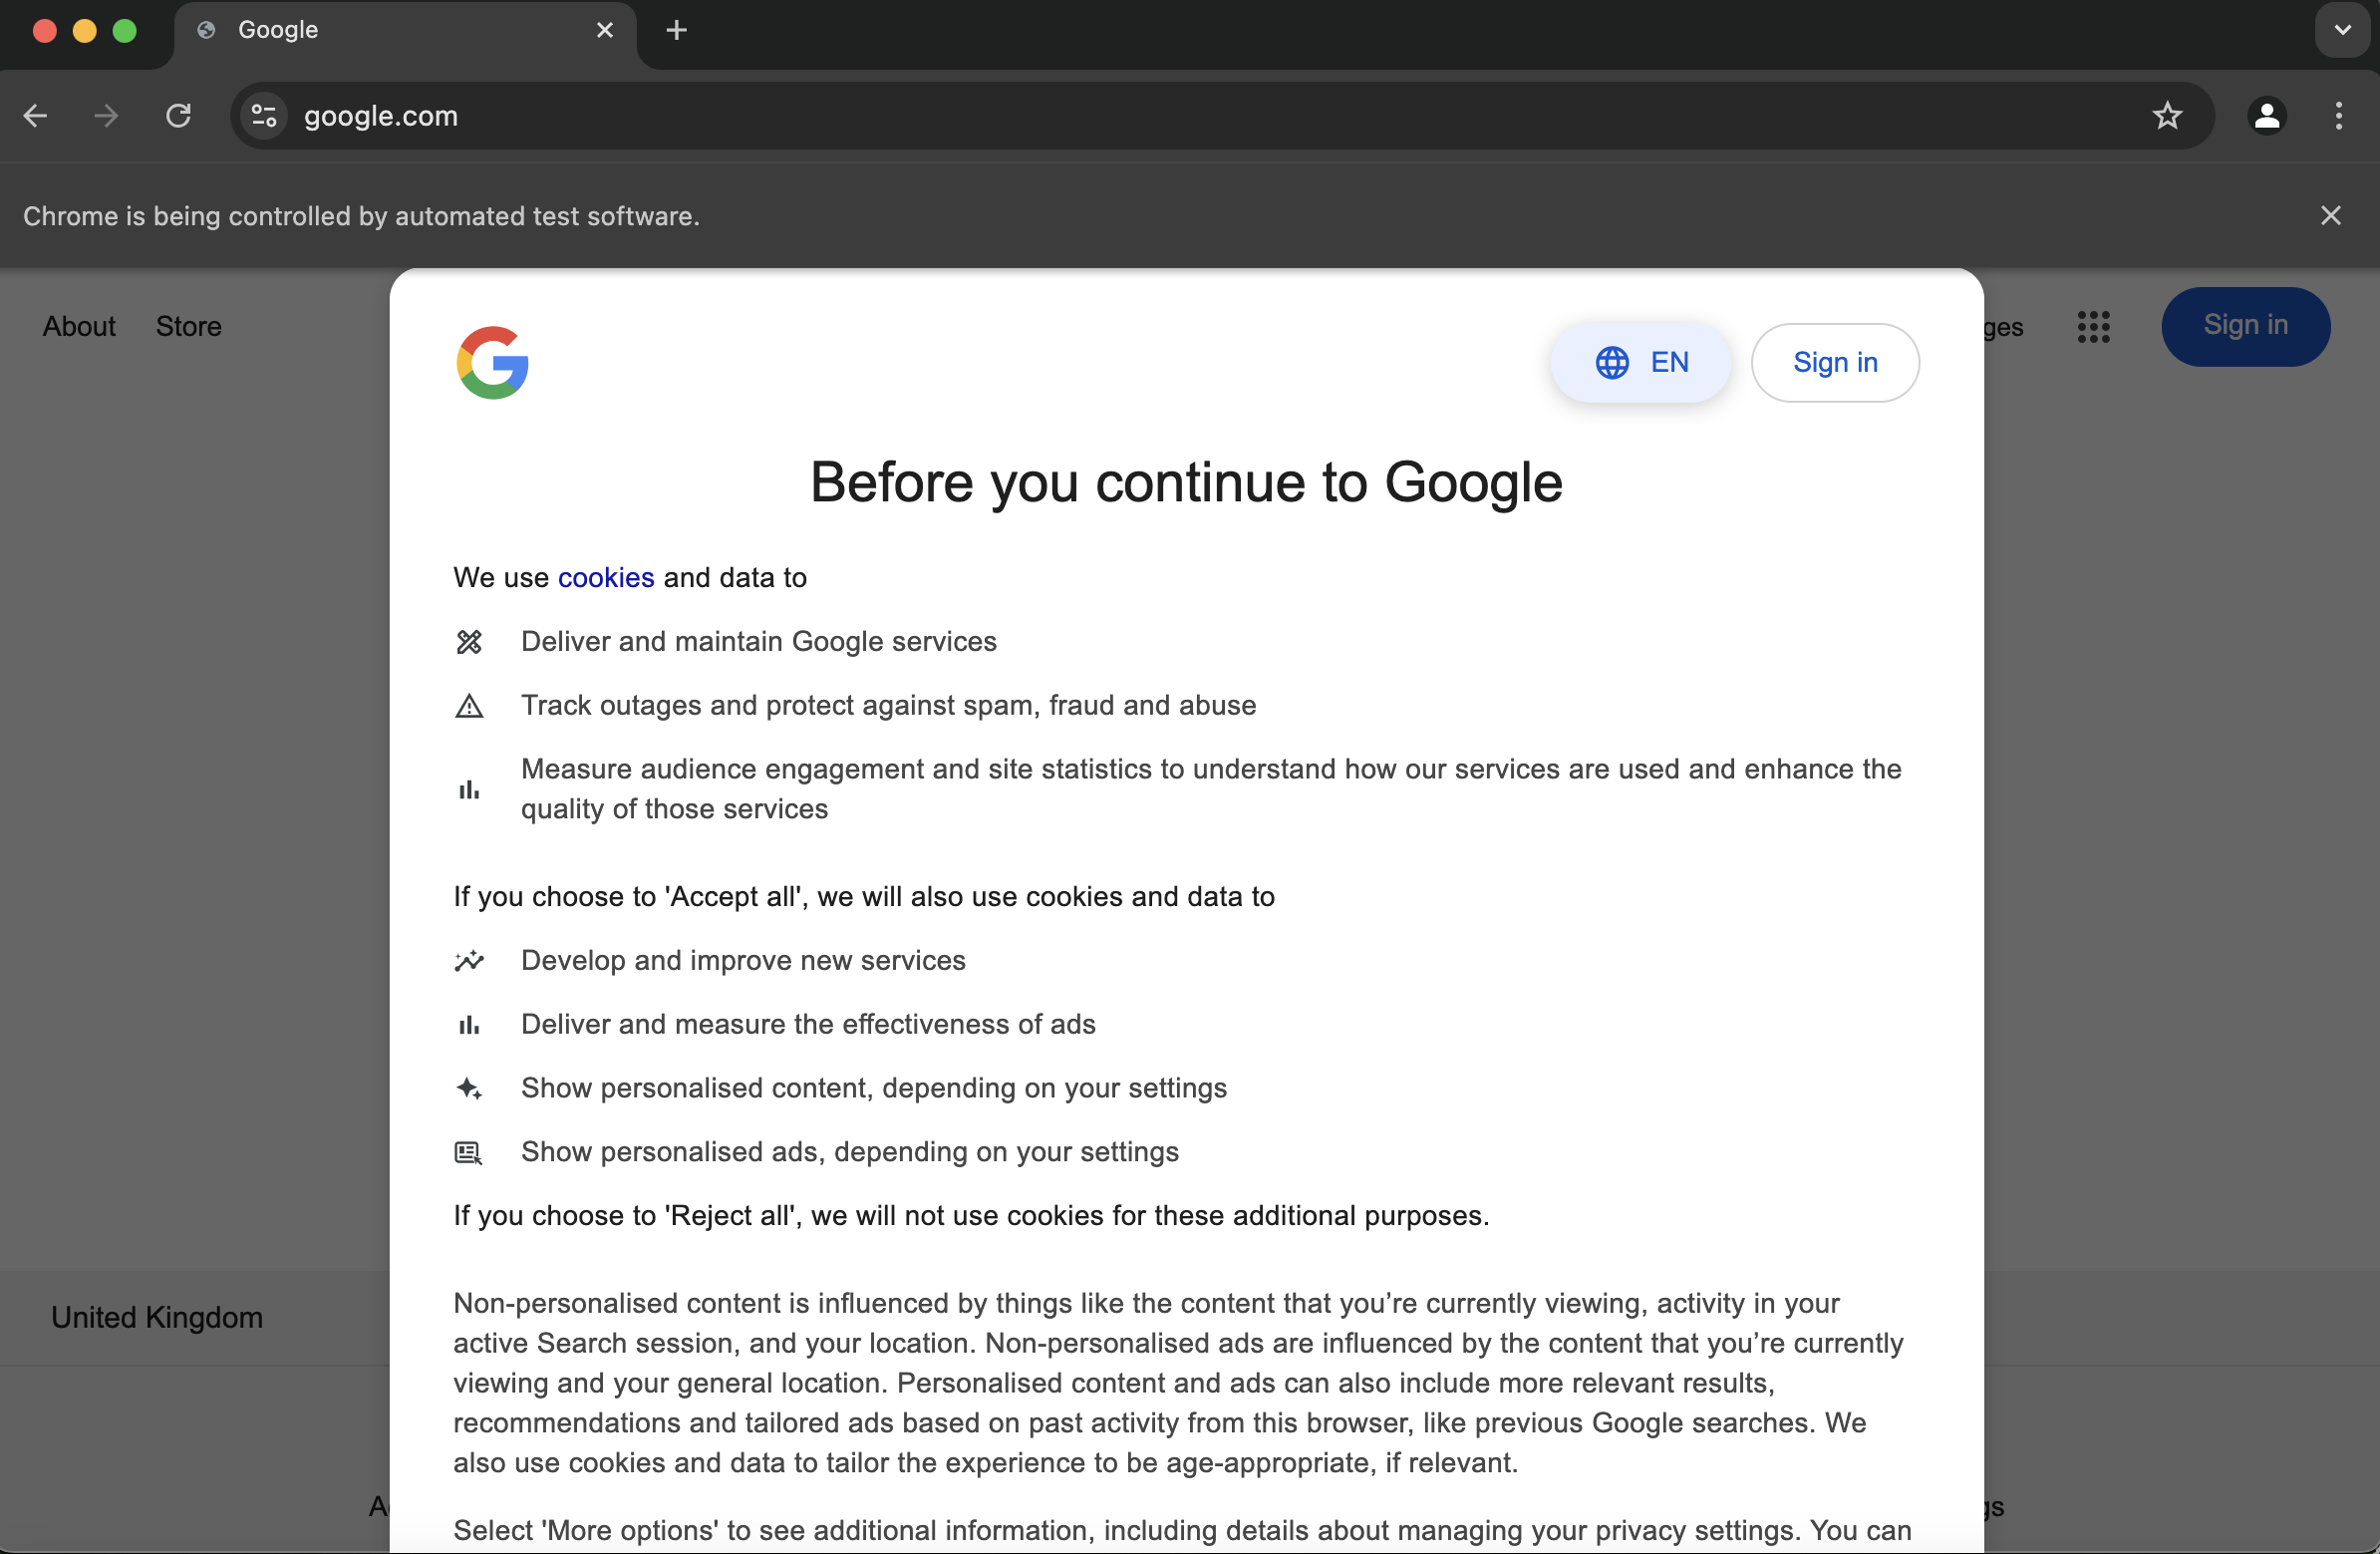 Google
google.com
Chrome is being controlled by automated test software.
About Store
Sign in
EN Sign in
Before you continue to Google
We use cookies and data to
Deliver and maintain Google services
Track outages and protect against spam, fraud and abuse
Measure audience engagement and site statistics to understand how our services are used and enhance the
quality of those services
If you choose to 'Accept all', we will also use cookies and data to
Develop and improve new services
Deliver and measure the effectiveness of ads
Show personalised content, depending on your settings
Show personalised ads, depending on your settings
If you choose to 'Reject all', we will not use cookies for these additional purposes.
United Kingdom
Non-personalised content is influenced by things like the content that you’re currently viewing, activity in your
active Search session, and your location. Non-personalised ads are influenced by the content that you’re currently
viewing and your general location. Personalised content and ads can also include more relevant results,
recommendations and tailored ads based on past activity from this browser, like previous Google searches. We
also use cookies and data to tailor the experience to be age-appropriate, if relevant.
Select 'More options' to see additional information, including details about managing your privacy settings. You can